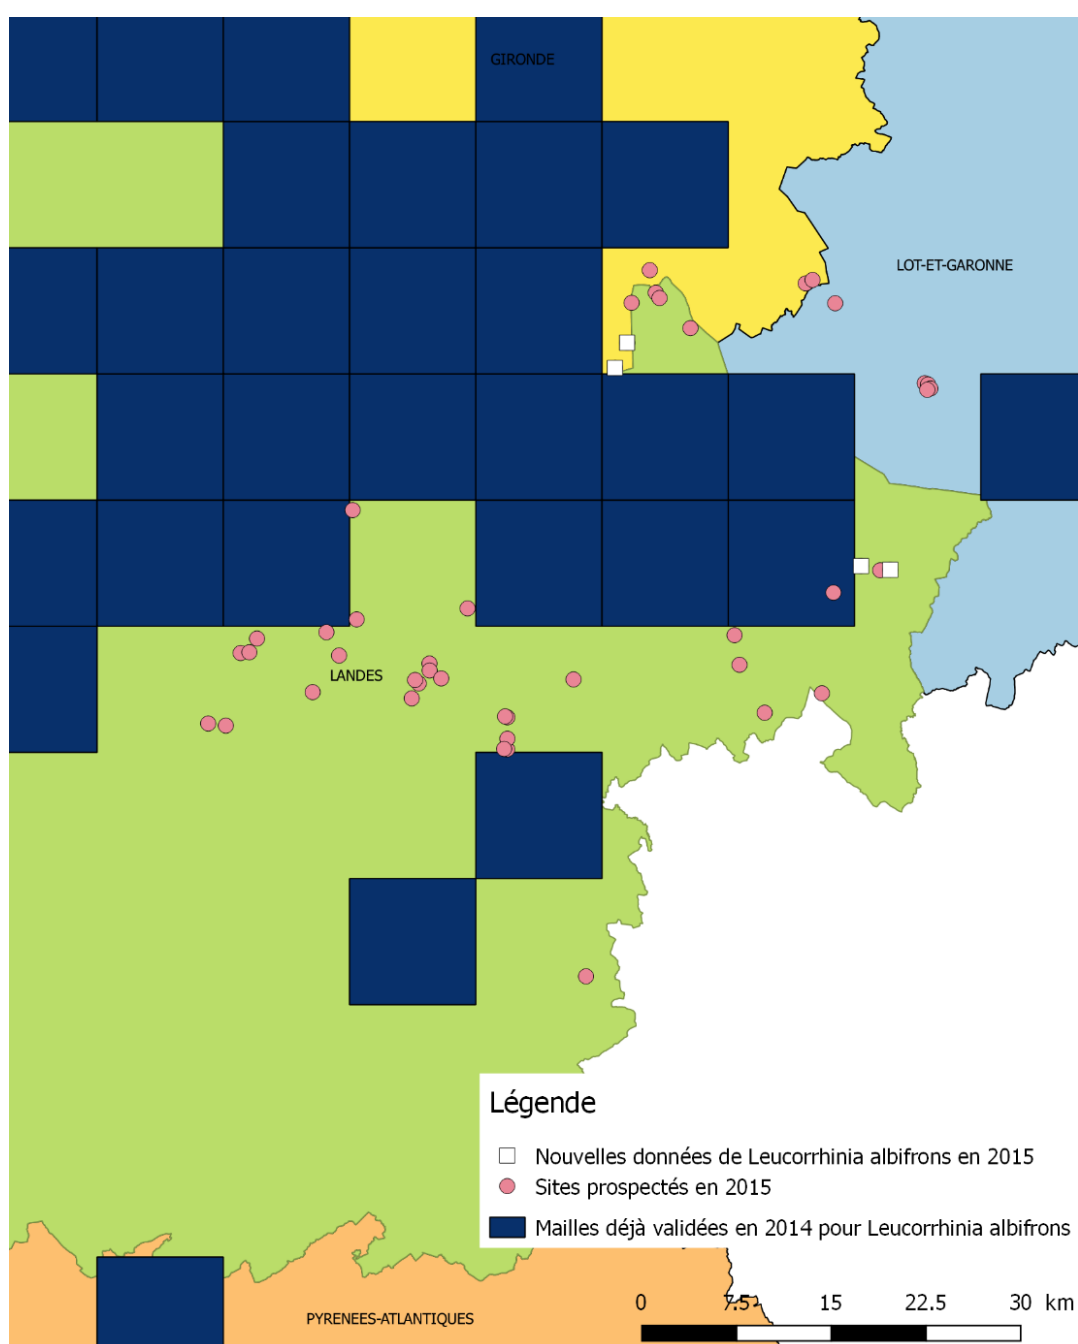 GIRONDE
LOT-ET-GARONNE
LANDES
Légende
Nouvelles données de Leucorrhinia albifrons en 2015
Sites prospectés en 2015
Mailles déjà validées en 2014 pour Leucorrhinia albifrons
0 7.5 15 22.5 30 km
PYRENEES-ATLANTIQUES